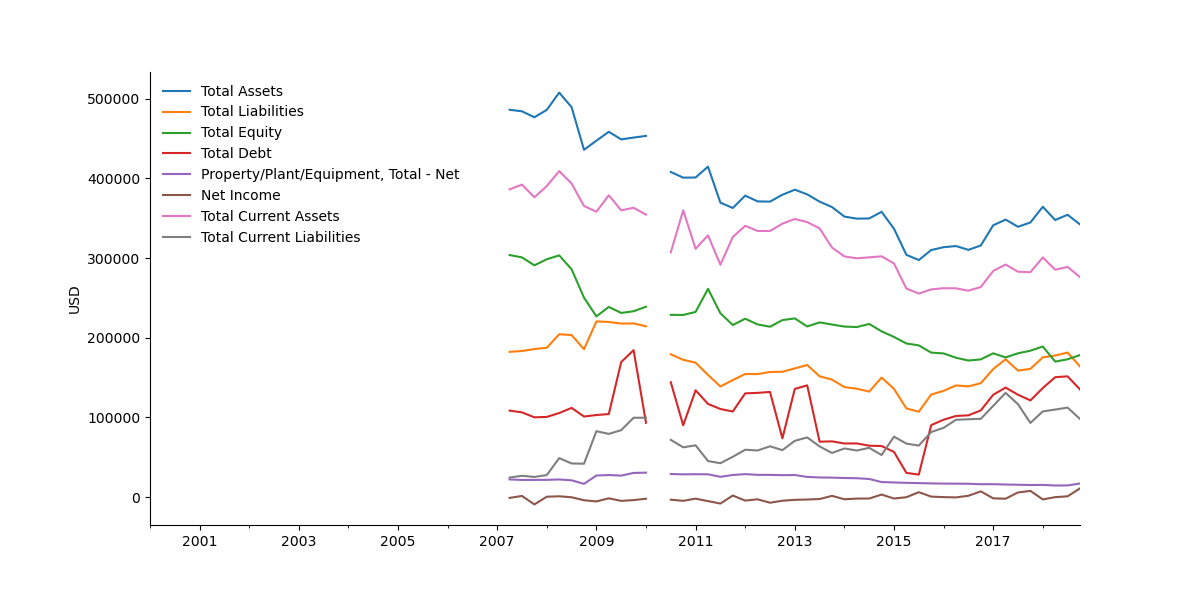 500000
400000
300000
200000
100000
0
USD
Total Assets
Total Liabilities
Total Equity
Total Debt
Property/Plant/Equipment, Total - Net
Net Income
Total Current Assets
Total Current Liabilities
2001 2003 2005 2007 2009 2011 2013 2015 2017